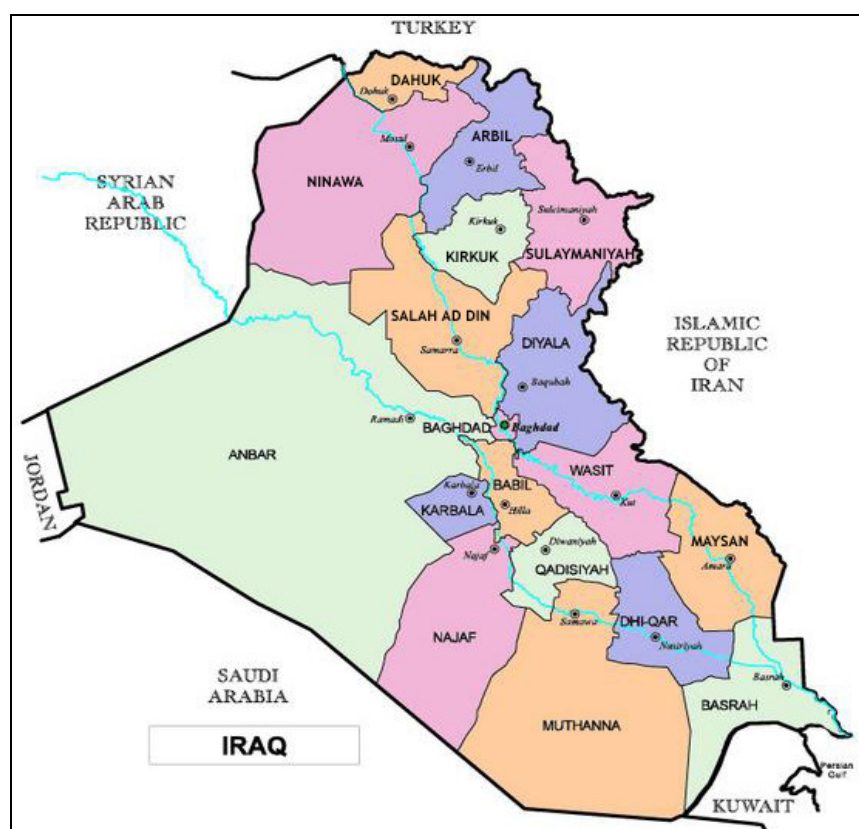 TURKEY
DAHUK
Dohuk
ARBIL
Mosul
Erbil
NINAWA
SYRIAN
ARAB
REPUBLIC
Suleimaniyah
Kirkuk
KIRKUK
SULAYMANIYAH
SALAH AD DIN
Samarra
DIYALA
ISLAMIC
REPUBLIC
OF
IRAN
Baqubah
Ramadi
BAGHDAD
Baghdad
ANBAR
JORDAN
WASIT
Kut
BABIL
Karbala
KARBALA
Hilla
MAYSAN
Amara
Diwaniyah
Najaf
QADISIYAH
Samawa
DHI-QAR
Nasiriyah
NAJAF
SAUDI
ARABIA
Basrah
BASRAH
MUTHANNA
IRAQ
Persian
Gulf
KUWAIT